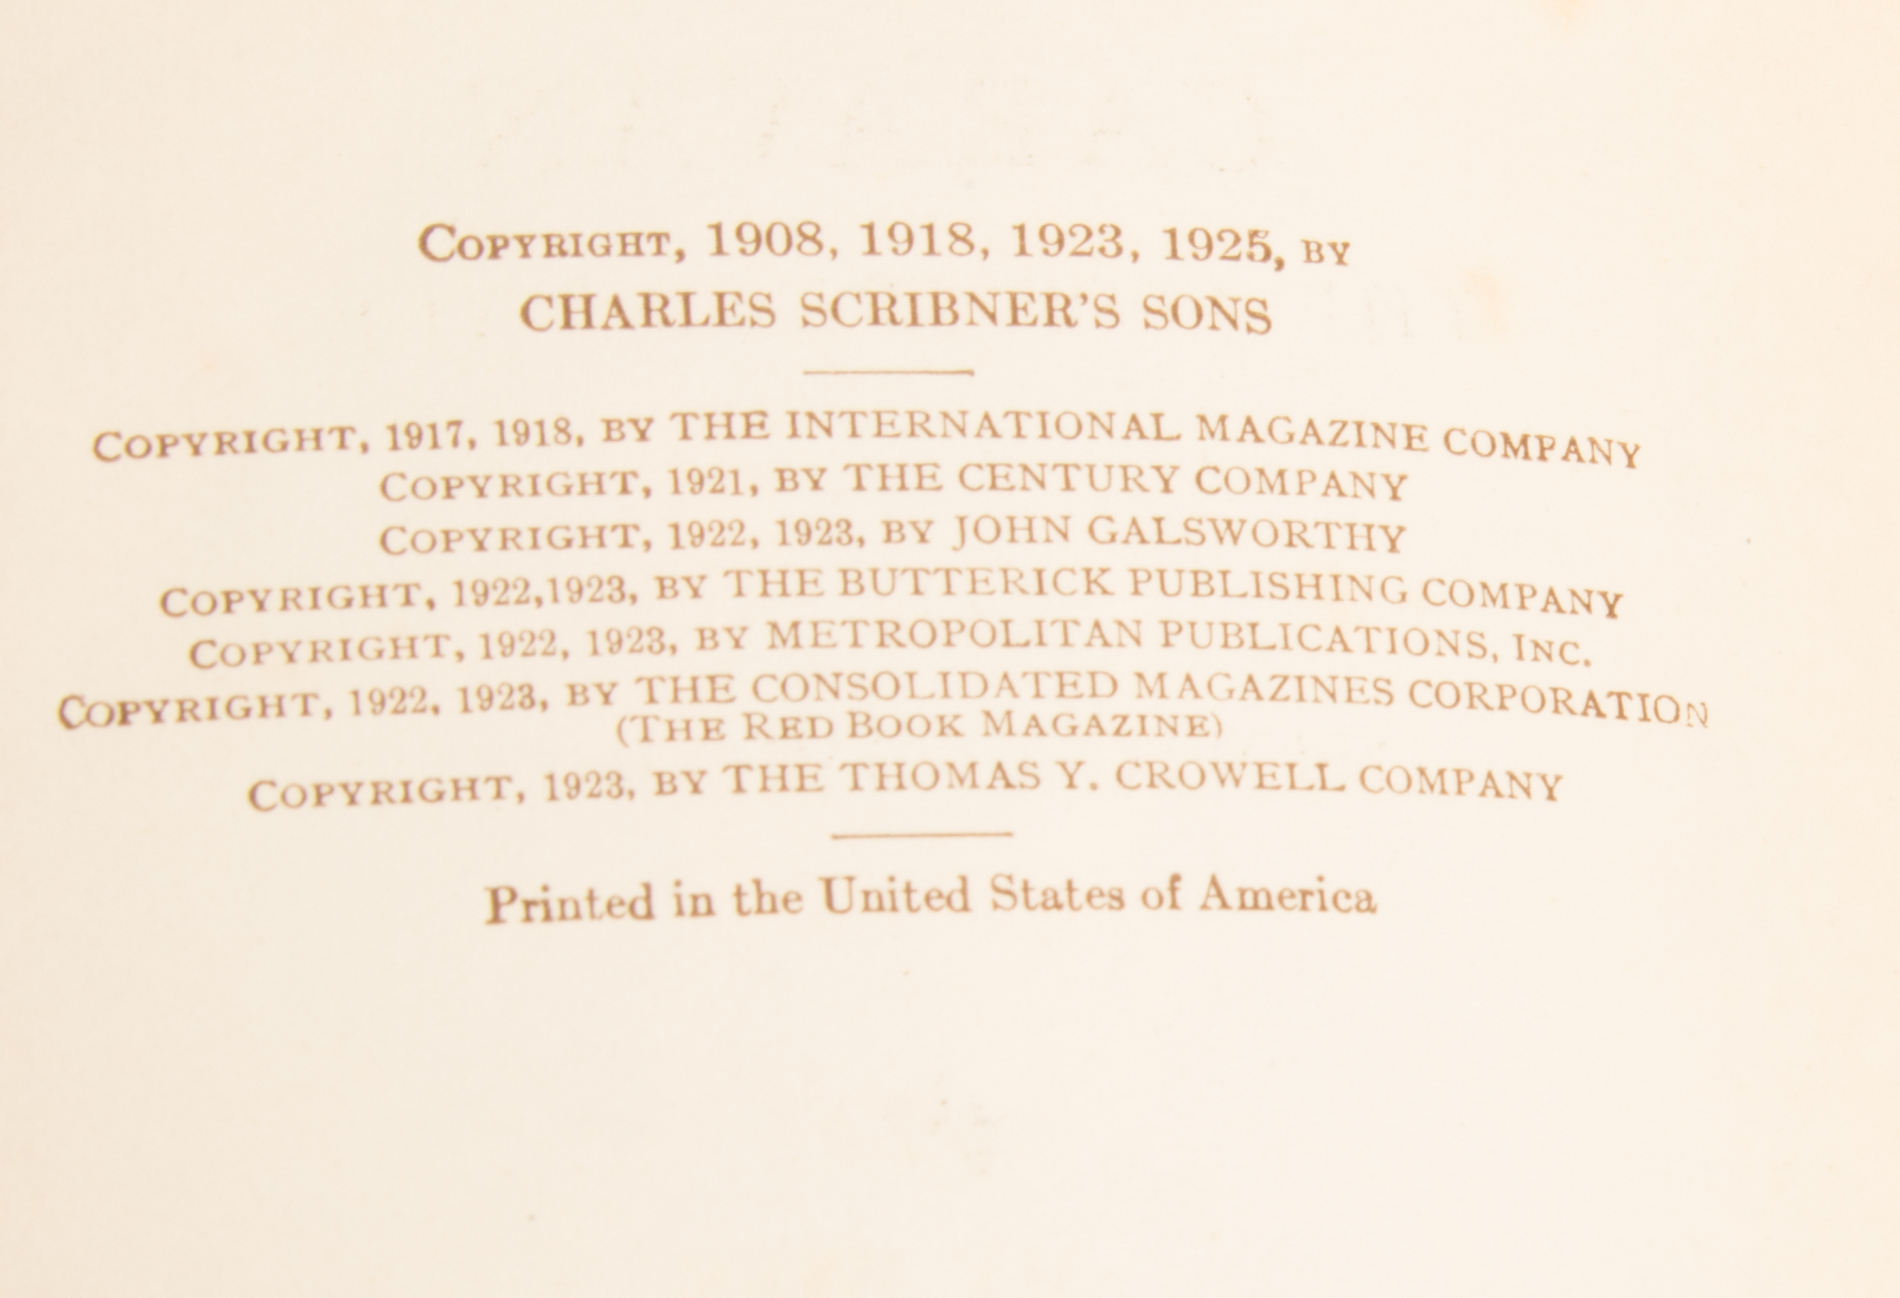 Copyright, 1908, 1918, 1923, 1925, by
CHARLES SCRIBNER'S SONS
Copyright, 1917, 1918, by THE INTERNATIONAL MAGAZINE COMPANY
Copyright, 1921, by THE CENTURY COMPANY
Copyright, 1922, 1923, by JOHN GALSWORTHY
Copyright, 1922,1923, by THE BUTTERICK PUBLISHING COMPANY
Copyright, 1922, 1923, by METROPOLITAN PUBLICATIONS, Inc.
Copyright, 1922, 1923, by THE CONSOLIDATED MAGAZINES CORPORATION
(The Red Book Magazine)
Copyright, 1923, by THE THOMAS Y. CROWELL COMPANY
Printed in the United States of America